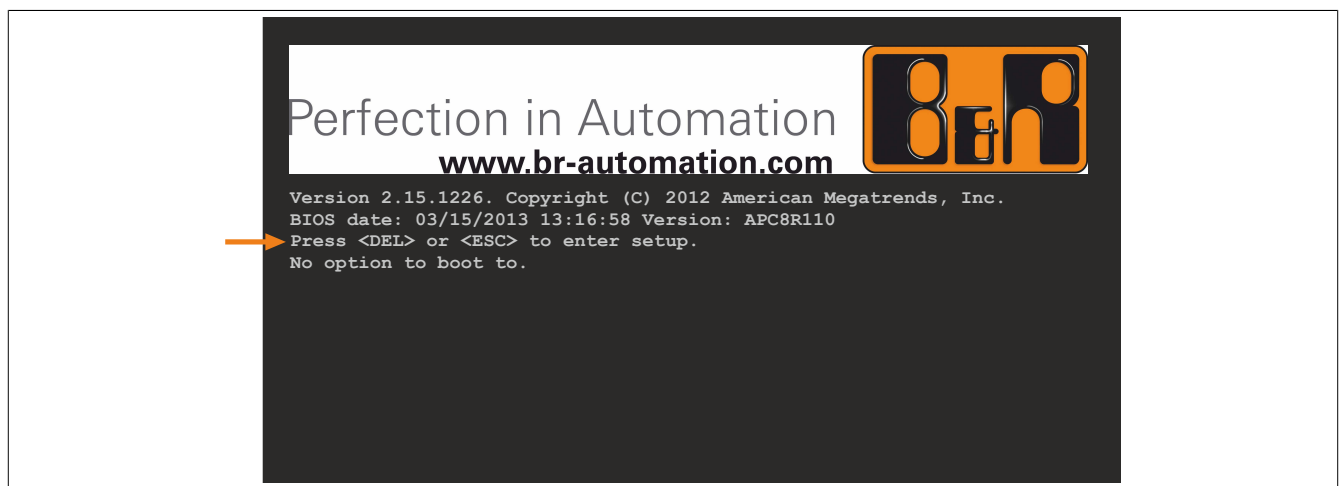 Perfection in Automation
www.br-automation.com
B&R
Version 2.15.1226. Copyright (C) 2012 American Megatrends, Inc.
BIOS date: 03/15/2013 13:16:58 Version: APC8R110
Press <DEL> or <ESC> to enter setup.
No option to boot to.